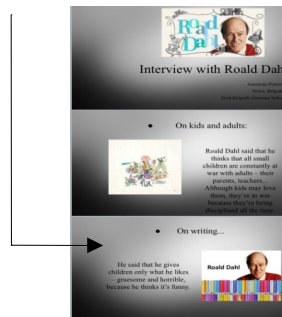 Roald
Dahl
Interview with Roald Dahl
• On kids and adults:
Roald Dahl said that he
thinks that all small
children are constantly at
war with adults – their
parents, teachers...
Although kids may love
them, they're in war
because they're being
disciplined all the time.
• On writing...
He said that he gives
children only what he likes
– gruesome and horrible,
because he thinks it's funny.
Roald Dahl